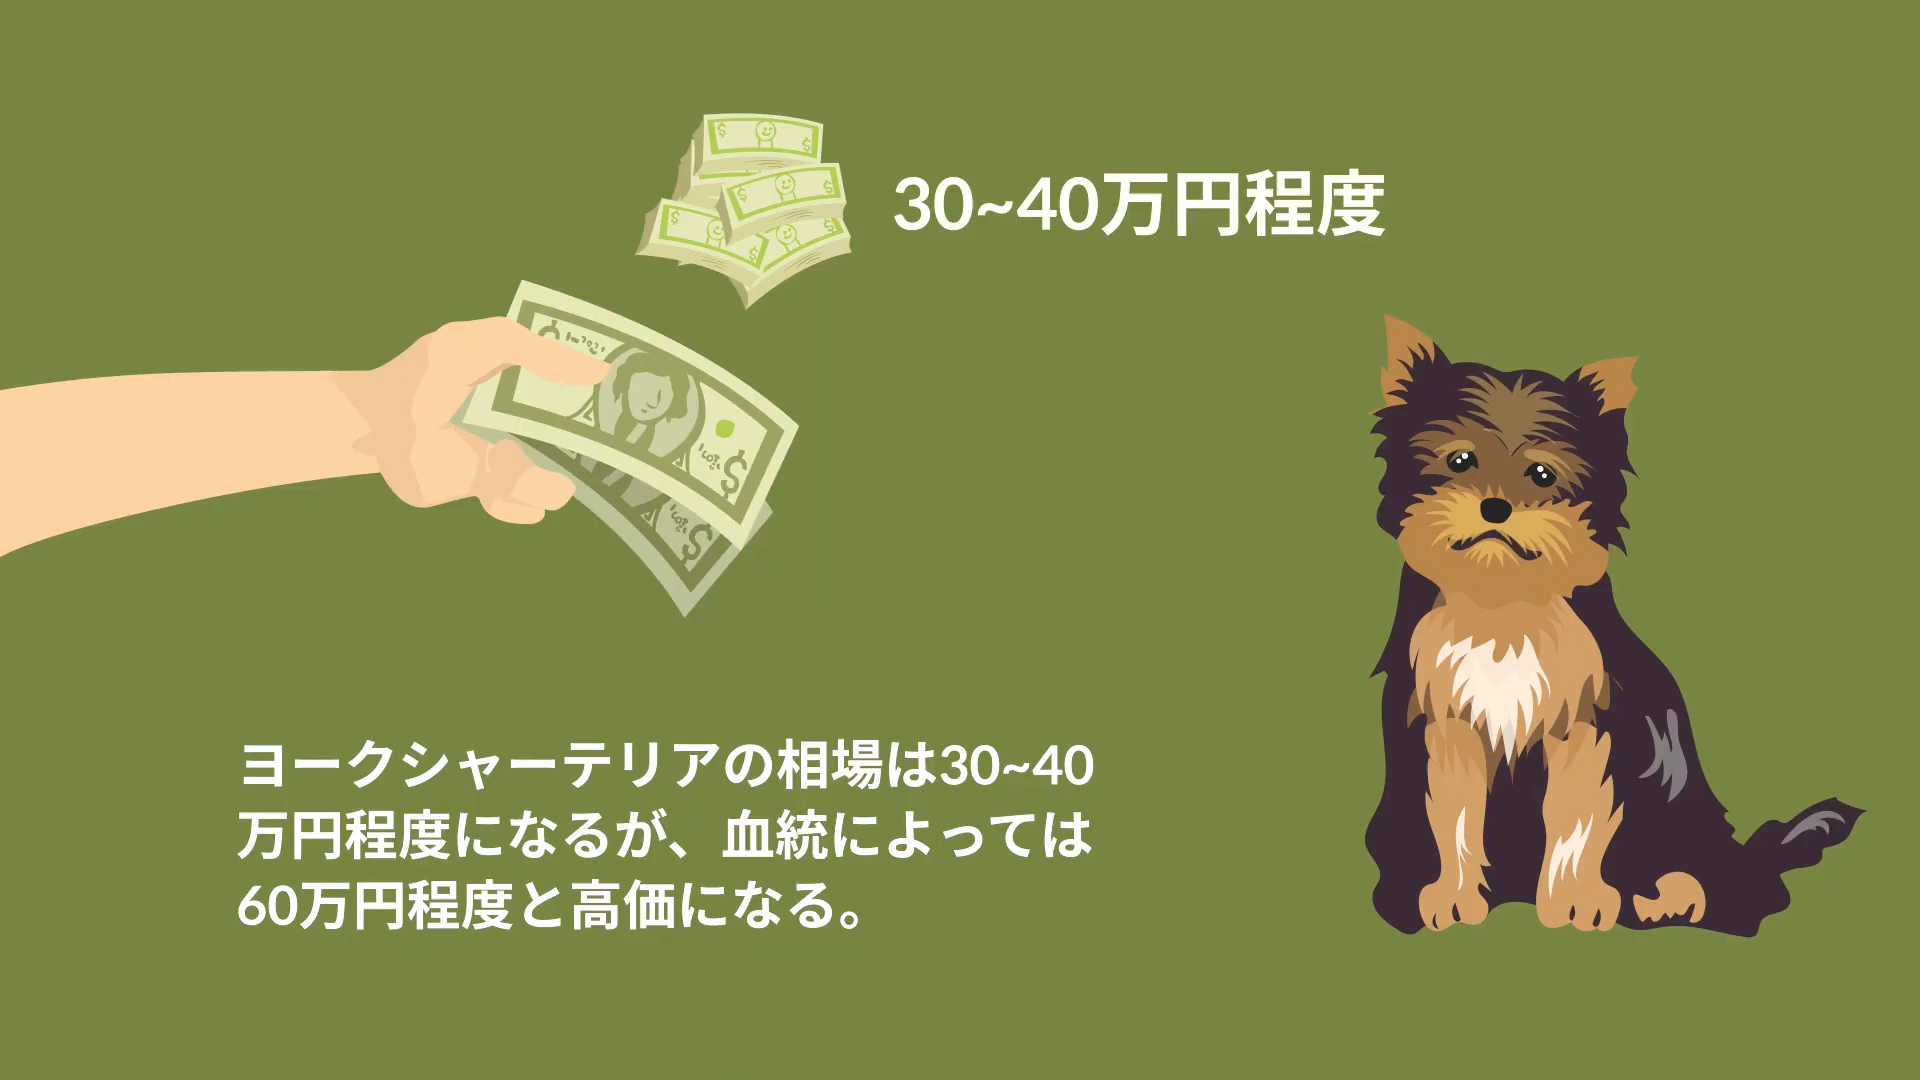 30~40万円程度
ヨークシャーテリアの相場は30~40
万円程度になるが、血統によっては
60万円程度と高価になる。